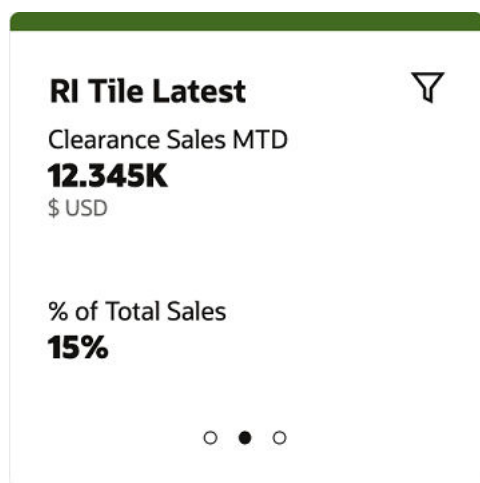 RI Tile Latest
Clearance Sales MTD
12.345K
$ USD
% of Total Sales
15%